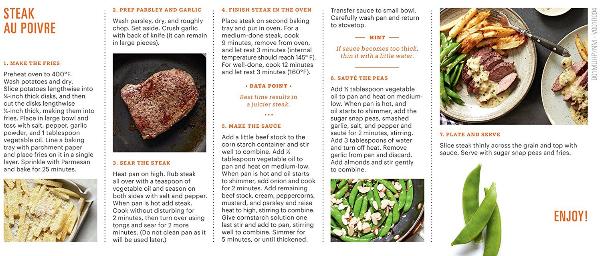 STEAK
AU POIVRE
1. MAKE THE FRIES
Preheat oven to 400°F.
Wash potatoes and dry.
Slice potatoes lengthwise into
¼-inch thick disks, and then
cut the disks lengthwise
¼-inch thick, making them into
fries. Place in large bowl and
toss with salt, pepper, garlic
powder, and 1 tablespoon
vegetable oil. Line a baking
tray with parchment paper
and place fries on it in a single
layer. Sprinkle with Parmesan
and bake for 25 minutes.
2. PREP PARSLEY AND GARLIC
Wash parsley, dry, and roughly
chop. Set aside. Crush garlic
with back of knife (it can remain
in large pieces).
3. SEAR THE STEAK
Heat pan on high. Rub steak
all over with a teaspoon of
vegetable oil and season on
both sides with salt and pepper.
When pan is hot add steak.
Cook without disturbing for
2 minutes, then turn over using
tongs and sear for 2 more
minutes. (Do not clean pan as it
will be used later.)
4. FINISH STEAK IN THE OVEN
Place steak on second baking
tray and put in oven. For a
medium-done steak, cook
9 minutes, remove from oven,
and let rest 3 minutes (internal
temperature should reach 145°F).
For well-done, cook 12 minutes
and let rest 3 minutes (160°F).
• DATA POINT •
Rest time results in
a juicier steak.
5. MAKE THE SAUCE
Add a little beef stock to the
corn starch container and stir
well to combine. Add ½
tablespoon vegetable oil to
pan and heat on medium-low.
When pan is hot and oil starts
to shimmer, add onion and cook
for 2 minutes. Add remaining
beef stock, cream, peppercorns,
mustard, and parsley and raise
heat to high, stirring to combine.
Give cornstarch solution one
last stir and add to pan, stirring
well to combine. Simmer for
5 minutes, or until thickened.
Transfer sauce to small bowl.
Carefully wash pan and return
to stovetop.
HINT
If sauce becomes too thick,
thin it with a little water.
6. SAUTÉ THE PEAS
Add ½ tablespoon vegetable
oil to pan and heat on medium-
low. When pan is hot, and
oil starts to shimmer, add the
sugar snap peas, smashed
garlic, salt, and pepper and
saute for 2 minutes, stirring.
Add 3 tablespoons of water
and turn off heat. Remove
garlic from pan and discard.
Add almonds and stir gently
to combine.
7. PLATE AND SERVE
Slice steak thinly across the grain and top with
sauce. Serve with sugar snap peas and fries.
ENJOY!